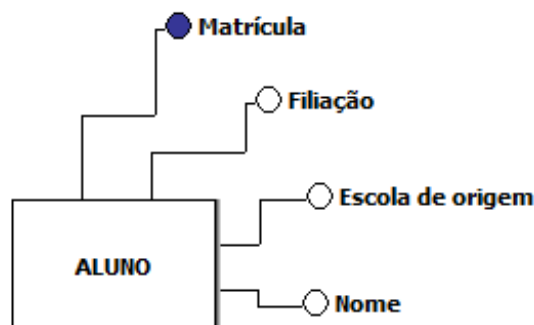 Matrícula
Filiação
Escola de origem
ALUNO
Nome